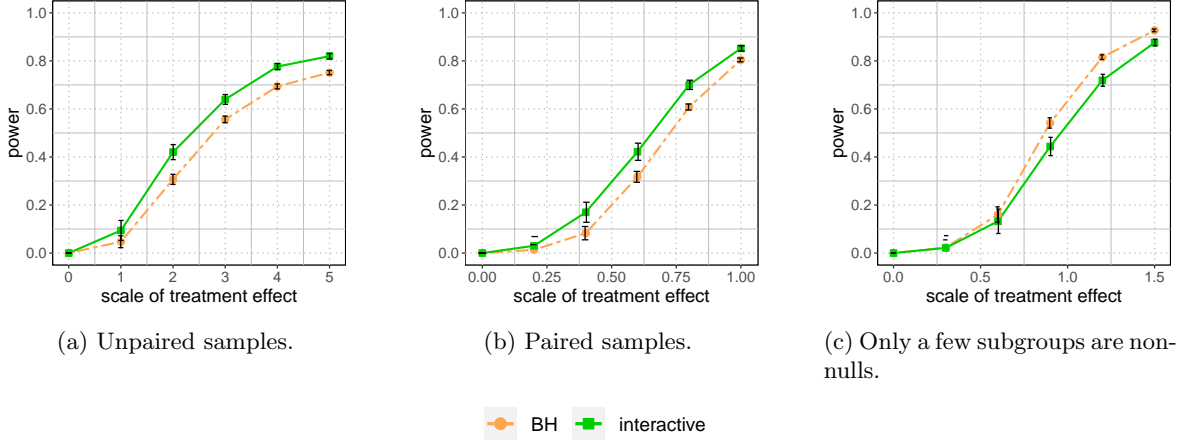 1.0
0.8
0.6
0.4
0.2
0.0
power
0 1 2 3 4 5
scale of treatment effect
(a) Unpaired samples.
1.0
0.8
0.6
0.4
0.2
0.0
power
0.00 0.25 0.50 0.75 1.00
scale of treatment effect
(b) Paired samples.
1.0
0.8
0.6
0.4
0.2
0.0
power
0.0 0.5 1.0 1.5
scale of treatment effect
(c) Only a few subgroups are non-
nulls.
BH interactive